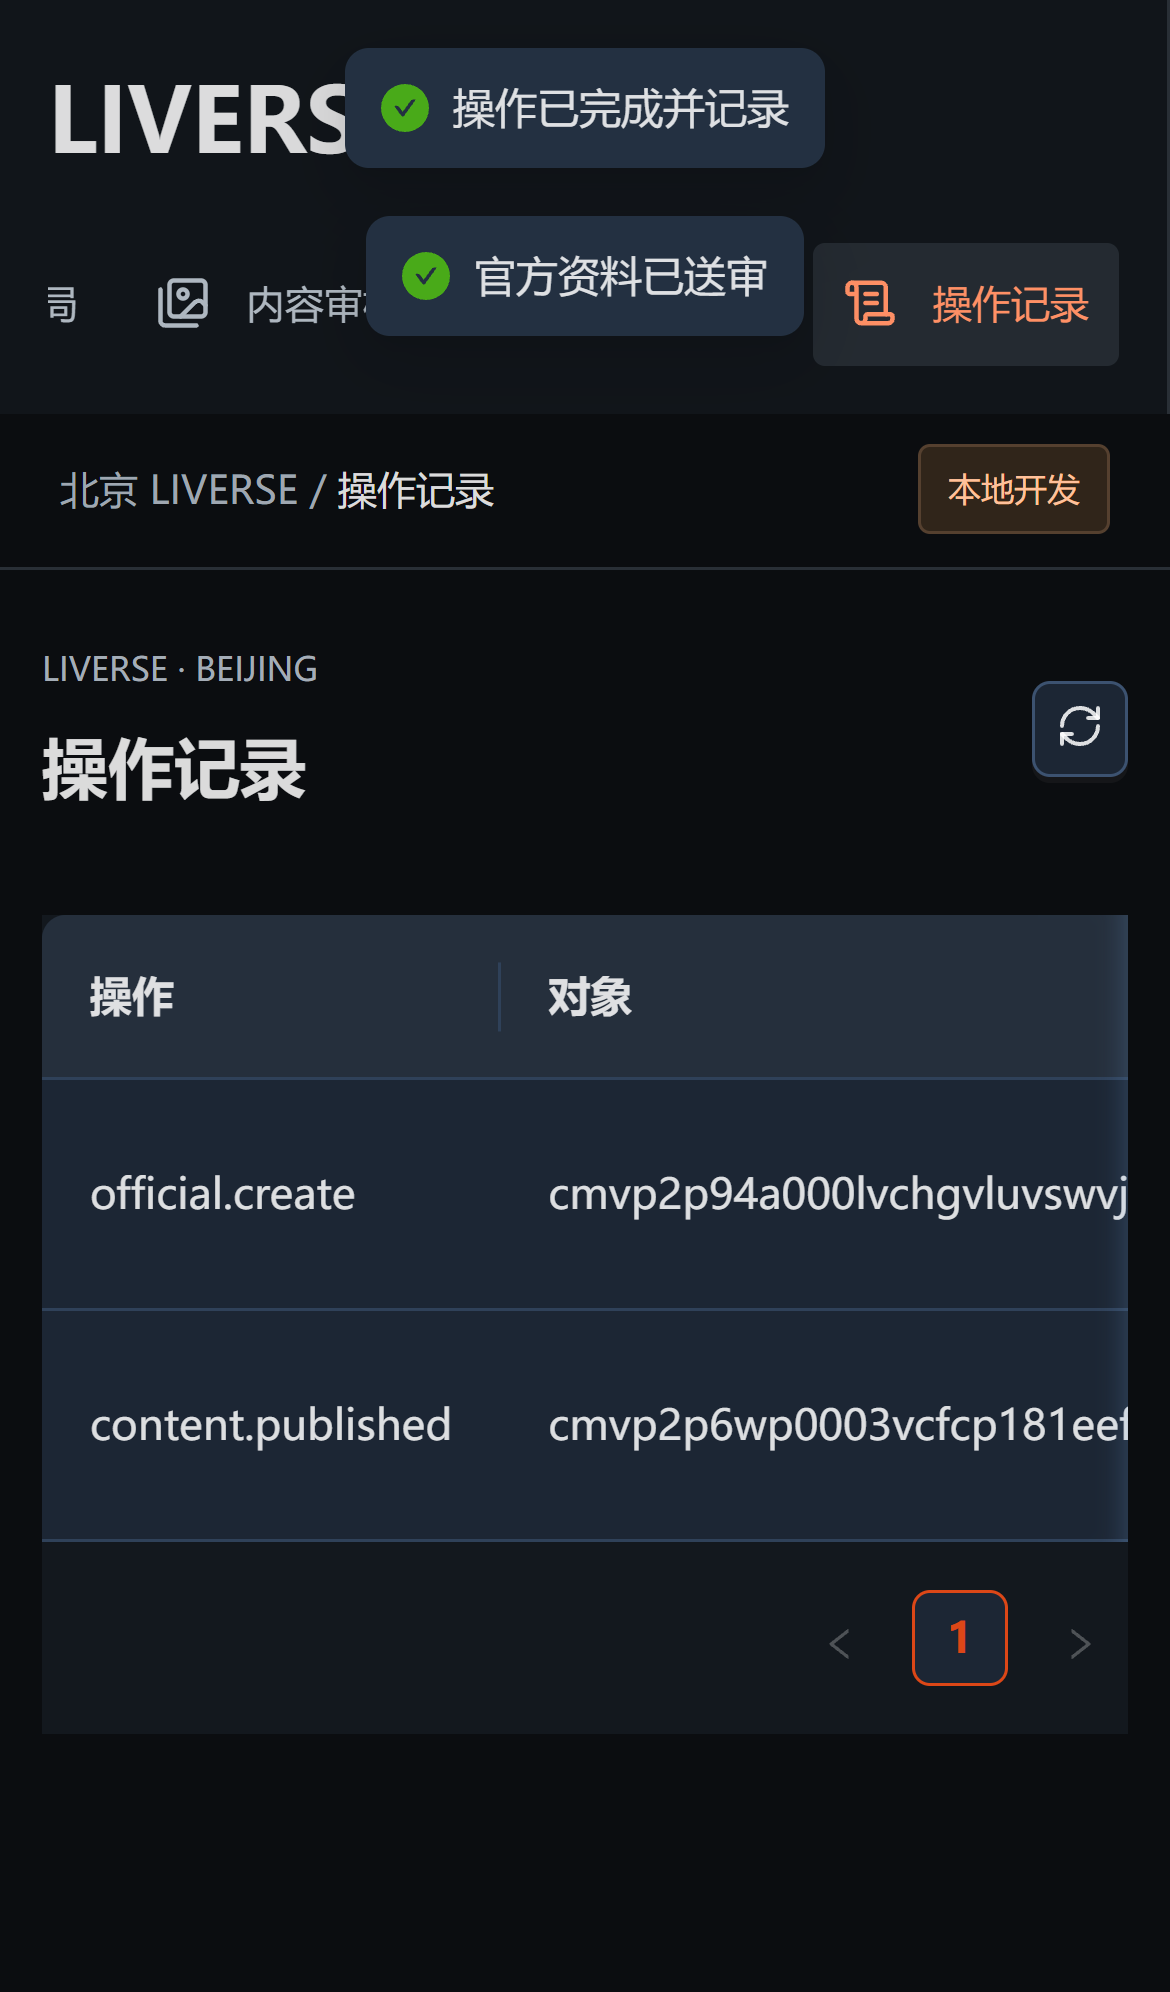 LIVERS
操作已完成并记录
官方资料已送审
局
内容审
操作记录
北京 LIVERSE / 操作记录
本地开发
LIVERSE · BEIJING
操作记录
操作
对象
official.create
cmvp2p94a000lvchgvluvswvj
content.published
cmvp2p6wp0003vcfcp181eef
1